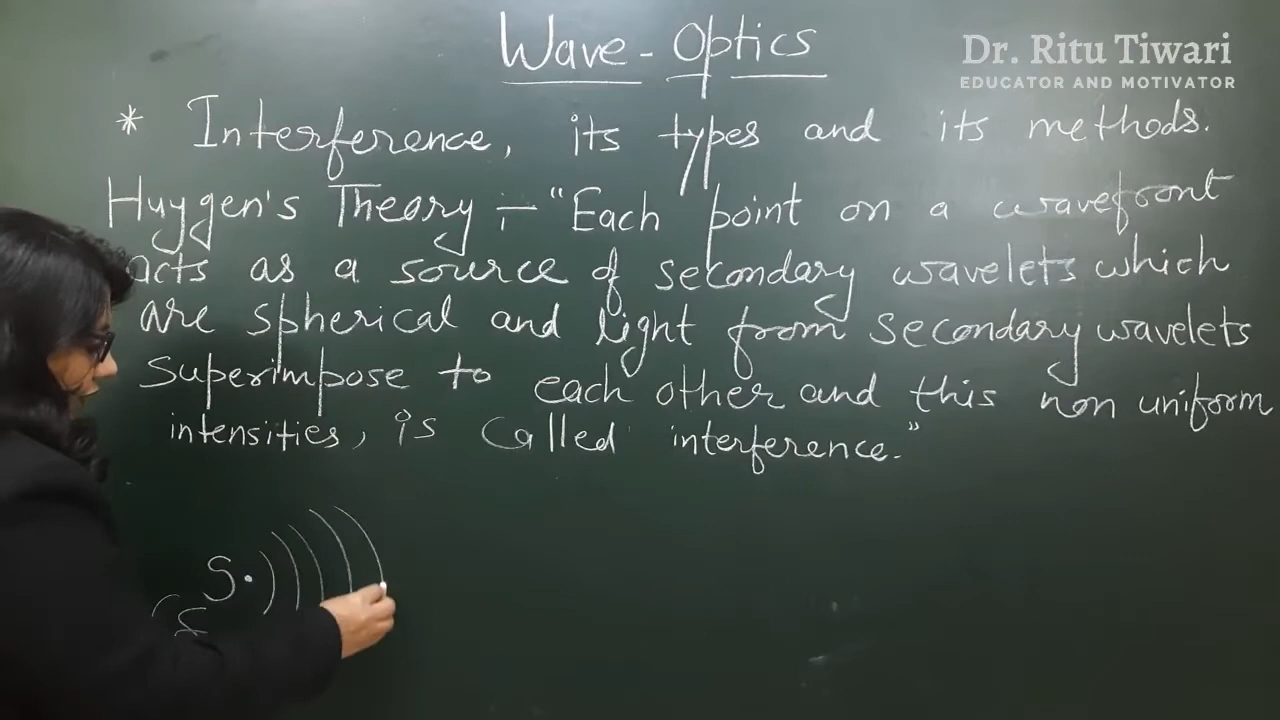 Wave-Optics
Dr. Ritu Tiwari
EDUCATOR AND MOTIVATOR
* Interference, its types and its methods.
Huygen's Theory :- "Each point on a wavefront
acts as a source of secondary wavelets which
are spherical and light from secondary wavelets
superimpose to each other and this non uniform
intensities, is called interference."
S